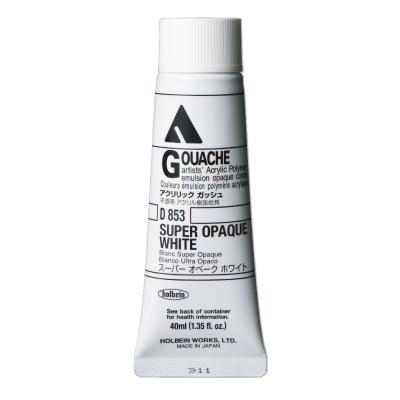 GOUACHE
artists' Acrylic Polymer
emulsion opaque colors
Couleurs émulsion polymère acrylique
アクリリック ガッシュ
不透明 アクリル樹脂絵具
D 853
SUPER OPAQUE
WHITE
Blanc Super Opaque
Blanco Ultra Opaco
スーパー オペーク ホワイト
holbein
See back of container
for health information.
40ml (1.35 fl. oz.)
HOLBEIN WORKS, LTD.
MADE IN JAPAN